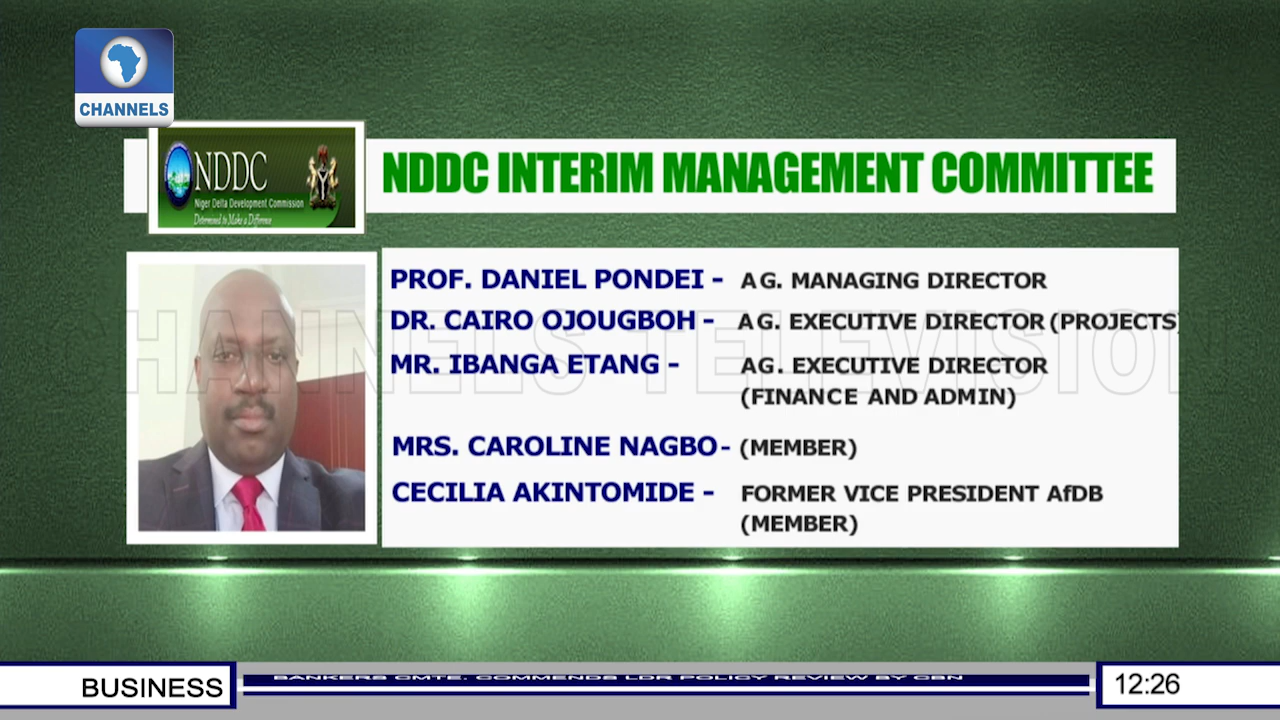 CHANNELS
NDDC
Niger Delta Development Commission
Determined to Make a Difference
NDDC INTERIM MANAGEMENT COMMITTEE
PROF. DANIEL PONDEI - AG. MANAGING DIRECTOR
DR. CAIRO OJOUGBOH - AG. EXECUTIVE DIRECTOR (PROJECTS)
MR. IBANGA ETANG - AG. EXECUTIVE DIRECTOR
(FINANCE AND ADMIN)
MRS. CAROLINE NAGBO - (MEMBER)
CECILIA AKINTOMIDE - FORMER VICE PRESIDENT AfDB
(MEMBER)
CHANNELS TELEVISION
BUSINESS
BANKERS CMTE. COMMENDS LDR POLICY REVIEW BY CBN
12:26